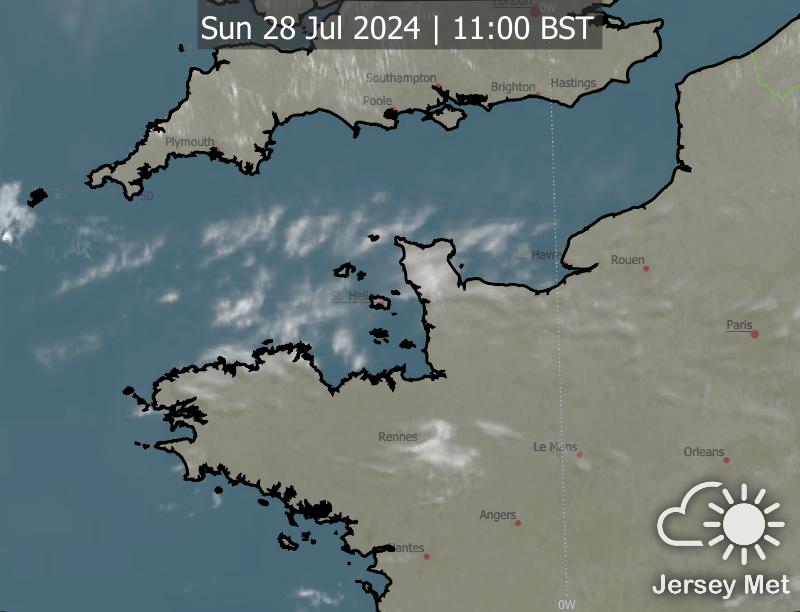 London
0W
Sun 28 Jul 2024 | 11:00 BST
Southampton
Brighton
Hastings
Poole
Plymouth
50
Le Havre
Rouen
St. Helier
Paris
Rennes
Le Mans
Orleans
Angers
Nantes
Jersey Met
0W